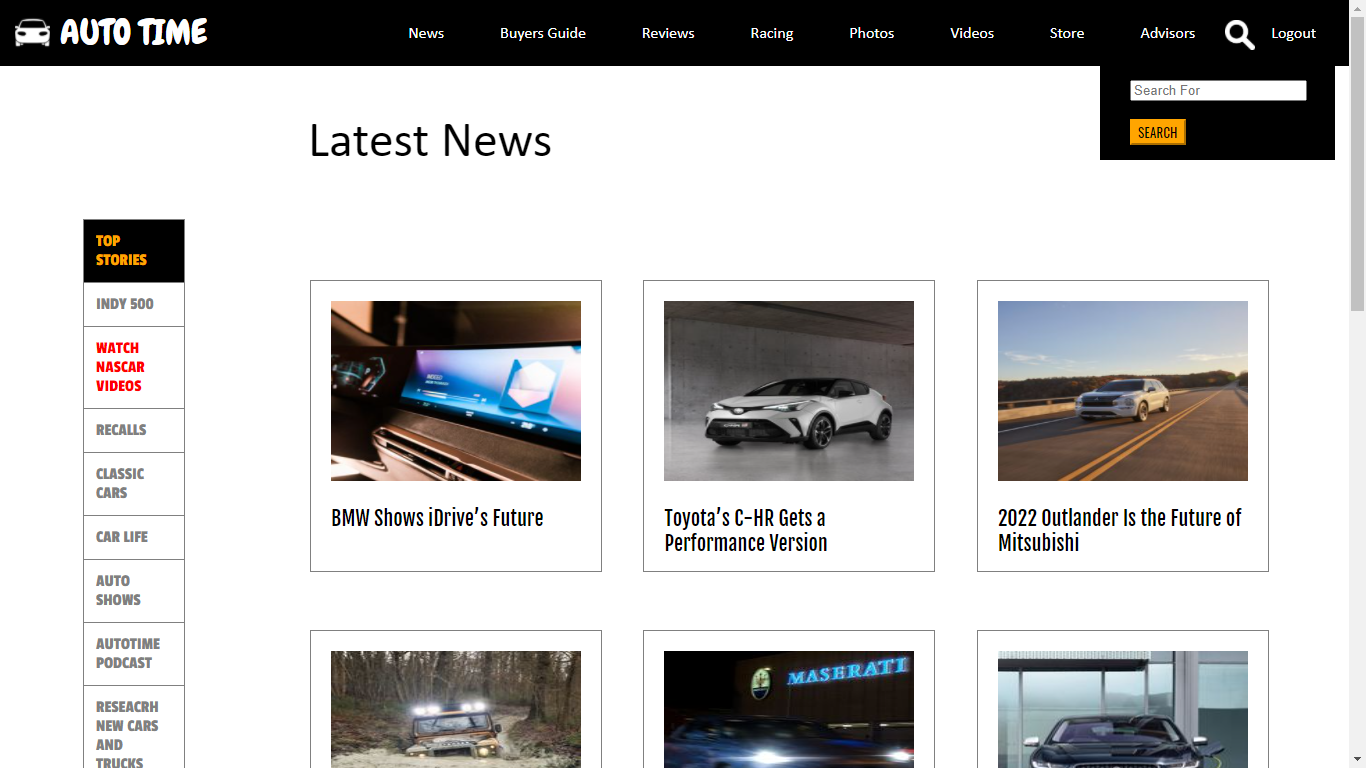 AUTO TIME
News
Buyers Guide
Reviews
Racing
Photos
Videos
Store
Advisors
Logout
Search For
SEARCH
Latest News
TOP
STORIES
INDY 500
WATCH
NASCAR
VIDEOS
RECALLS
CLASSIC
CARS
CAR LIFE
AUTO
SHOWS
AUTOTIME
PODCAST
RESEACRH
NEW CARS
AND
TRUCKS
BMW Shows iDrive’s Future
Toyota’s C-HR Gets a
Performance Version
2022 Outlander Is the Future of
Mitsubishi
MASERATI